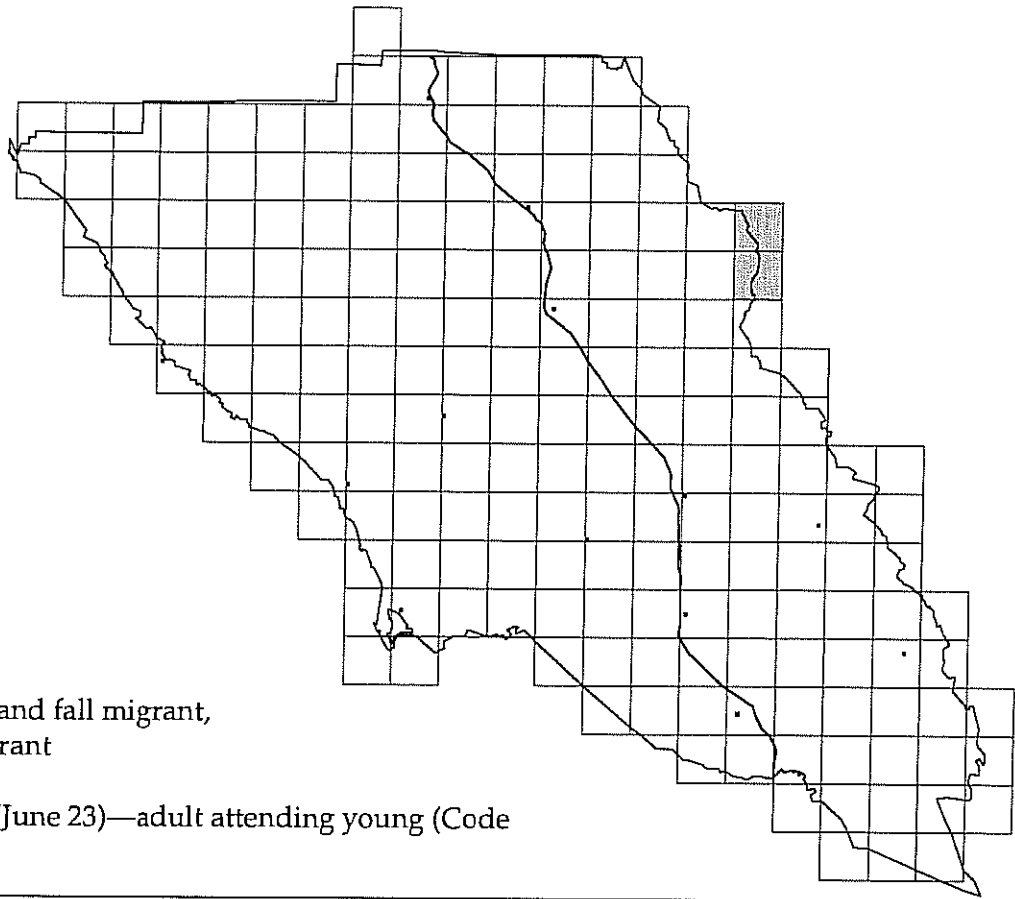 and fall migrant,
rant
(June 23)—adult attending young (Code